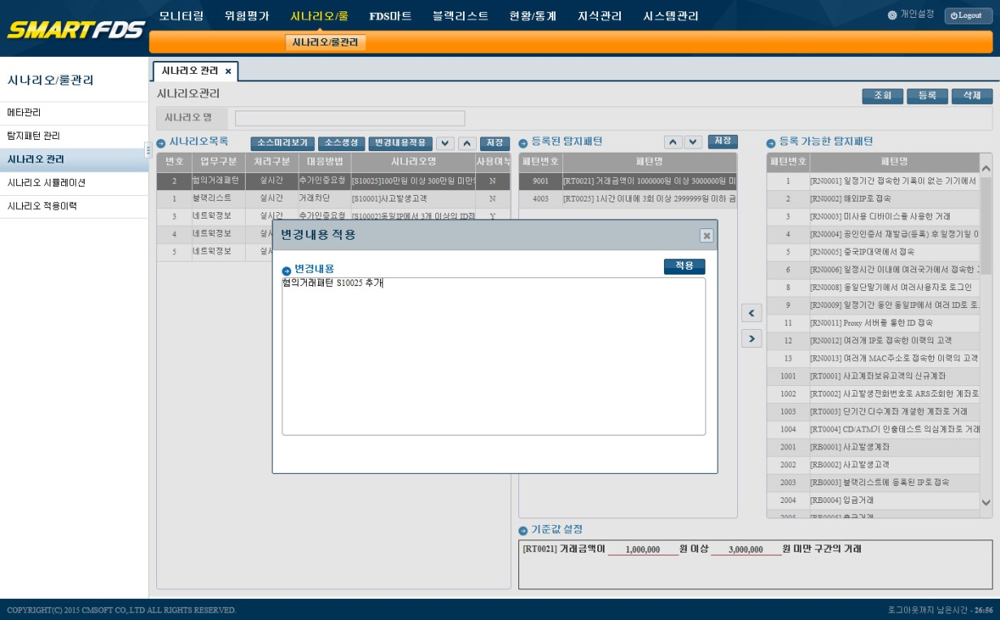 SMARTFDS
모니터링 위험평가 시나리오/룰 FDS마트 블랙리스트 현황/통계 지식관리 시스템관리
개인설정 Logout
시나리오/룰관리
시나리오/룰관리
메타관리
탐지패턴 관리
시나리오 관리
시나리오 시뮬레이션
시나리오 적용이력
시나리오 관리 ×
시나리오관리
조회 등록 삭제
시나리오 명
시나리오목록 소스미리보기 소스생성 변경내용적용 저장
번호 업무구분 처리구분 대응방법 시나리오명 사용여부
2 혐의거래패턴 실시간 추가인증요청 [S10025]100만원 이상 300만원 미만 N
1 블랙리스트 실시간 거래차단 [S10001]사고발생고객 N
3 네트웍정보 실시간 추가인증요청 [S10002]동일IP에서 3개 이상의 ID접 Y
4 네트웍정보 실시
5 네트웍정보 실시
등록된 탐지패턴 저장
패턴번호 패턴명
9001 [RT0021] 거래금액이 1000000원 이상 3000000원 미
4003 [RT0025] 1시간 이내에 3회 이상 2999999원 이하 금
변경내용 적용
변경내용 적용
혐의거래패턴 S10025 추개
등록 가능한 탐지패턴
패턴번호 패턴명
1 [RN0001] 일정기간 접속한 기록이 없는 기기에서
2 [RN0002] 해외IP로 접속
3 [RN0003] 미사용 디바이스를 사용한 거래
4 [RN0004] 공인인증서 재발급(등록) 후 일정기일 이
5 [RN0005] 중국IP대역에서 접속
6 [RN0006] 일정시간 이내에 여러국가에서 접속한
8 [RN0008] 동일단말기에서 여러사용자로 로그인
9 [RN0009] 일정기간 동안 동일IP에서 여러 ID로 로
11 [RN0011] Proxy 서버를 통한 ID 접속
12 [RN0012] 여러개 IP로 접속한 이력의 고객
13 [RN0013] 여러개 MAC주소로 접속한 이력의 고객
1001 [RT0001] 사고계좌보유고객의 신규계좌
1002 [RT0002] 사고발생전화번호로 ARS조회한 계좌로
1003 [RT0003] 단기간 다수계좌 개설한 계좌로 거래
1004 [RT0004] CD/ATM기 인출테스트 의심계좌로 거래
2001 [RB0001] 사고발생계좌
2002 [RB0002] 사고발생고객
2003 [RB0003] 블랙리스트에 등록된 IP로 접속
2004 [RB0004] 입금거래
2005 [RB0005] 출금거래
기준값 설정
[RT0021] 거래금액이 1,000,000 원 이상 3,000,000 원 미만 구간의 거래
COPYRIGHT(C) 2015 CMSOFT CO,.LTD ALL RIGHTS RESERVED.
로그아웃까지 남은시간 - 26:56